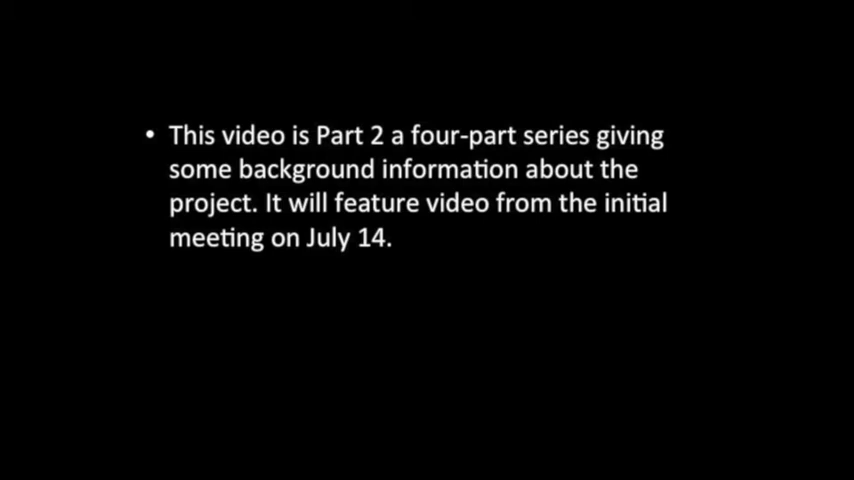 • This video is Part 2 a four-part series giving
some background information about the
project. It will feature video from the initial
meeting on July 14.